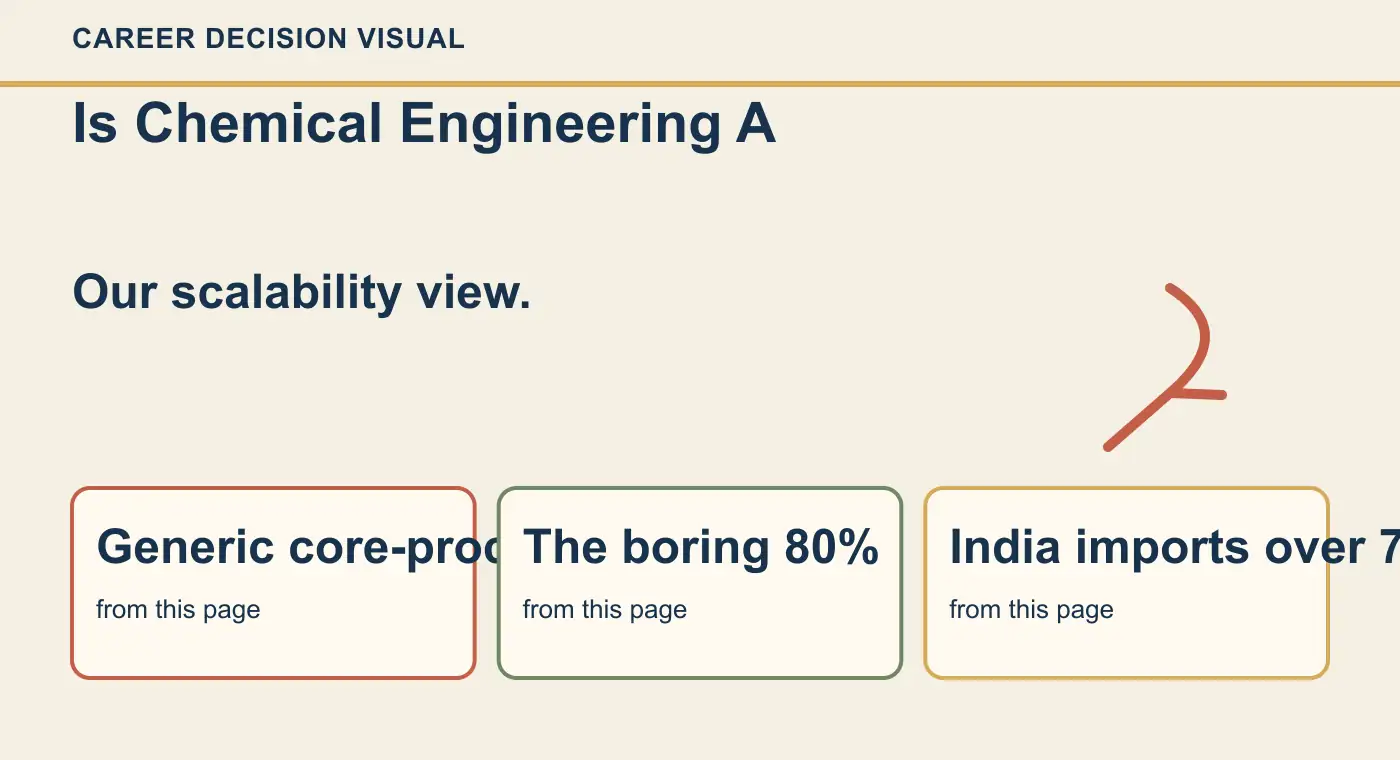 CAREER DECISION VISUAL
Is Chemical Engineering A
Our scalability view.
Generic core-proc
from this page
The boring 80%
from this page
India imports over 7
from this page